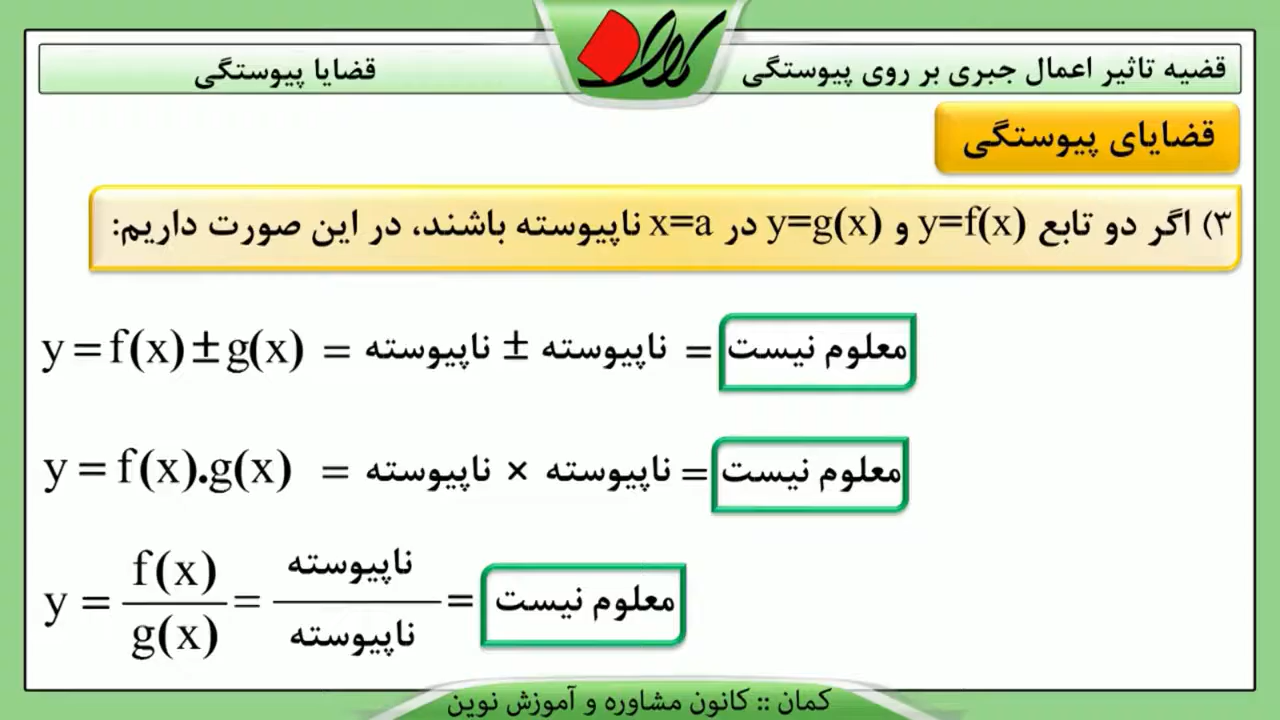 قضیه تاثیر اعمال جبری بر روی پیوستگی
کمان
قضایا پیوستگی
قضایای پیوستگی
۳) اگر دو تابع y=f(x) و y=g(x) در x=a ناپیوسته باشند، در این صورت داریم:
y = f(x) ± g(x) = ناپیوسته ± ناپیوسته = معلوم نیست
y = f(x).g(x) = ناپیوسته × ناپیوسته = معلوم نیست
y = f(x)/g(x) = ناپیوسته/ناپیوسته = معلوم نیست
کمان :: کانون مشاوره و آموزش نوین